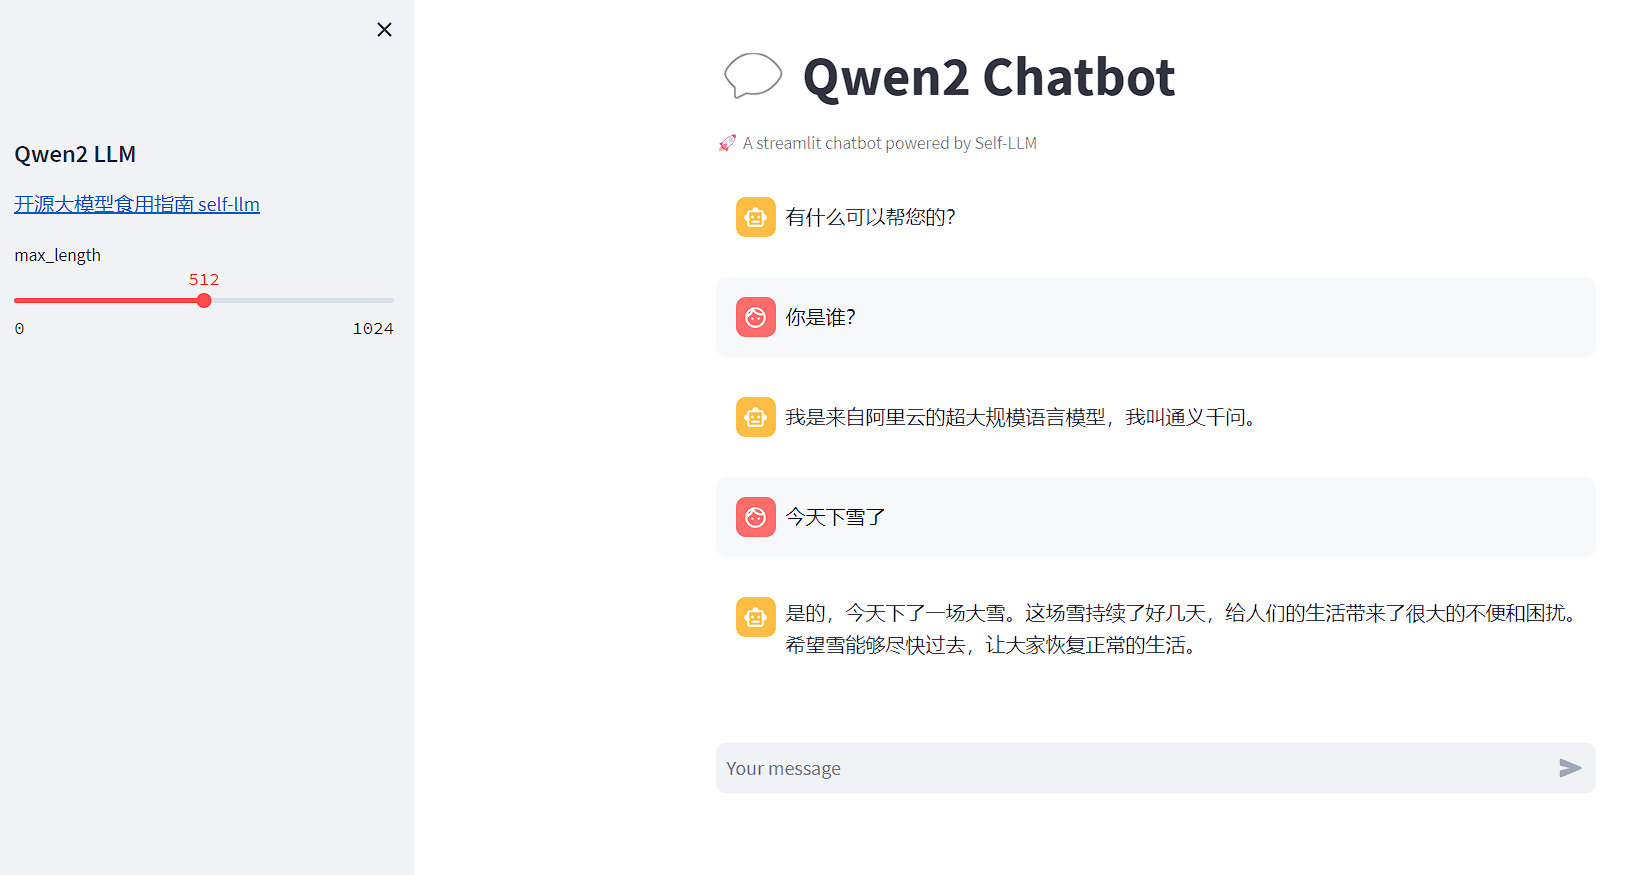 Qwen2 LLM
开源大模型食用指南 self-llm
max_length
512
0
1024
Qwen2 Chatbot
A streamlit chatbot powered by Self-LLM
有什么可以帮您的？
你是谁？
我是来自阿里云的超大规模语言模型，我叫通义千问。
今天下雪了
是的，今天下了一场大雪。这场雪持续了好几天，给人们的生活带来了很大的不便和困扰。
希望雪能够尽快过去，让大家恢复正常的生活。
Your message